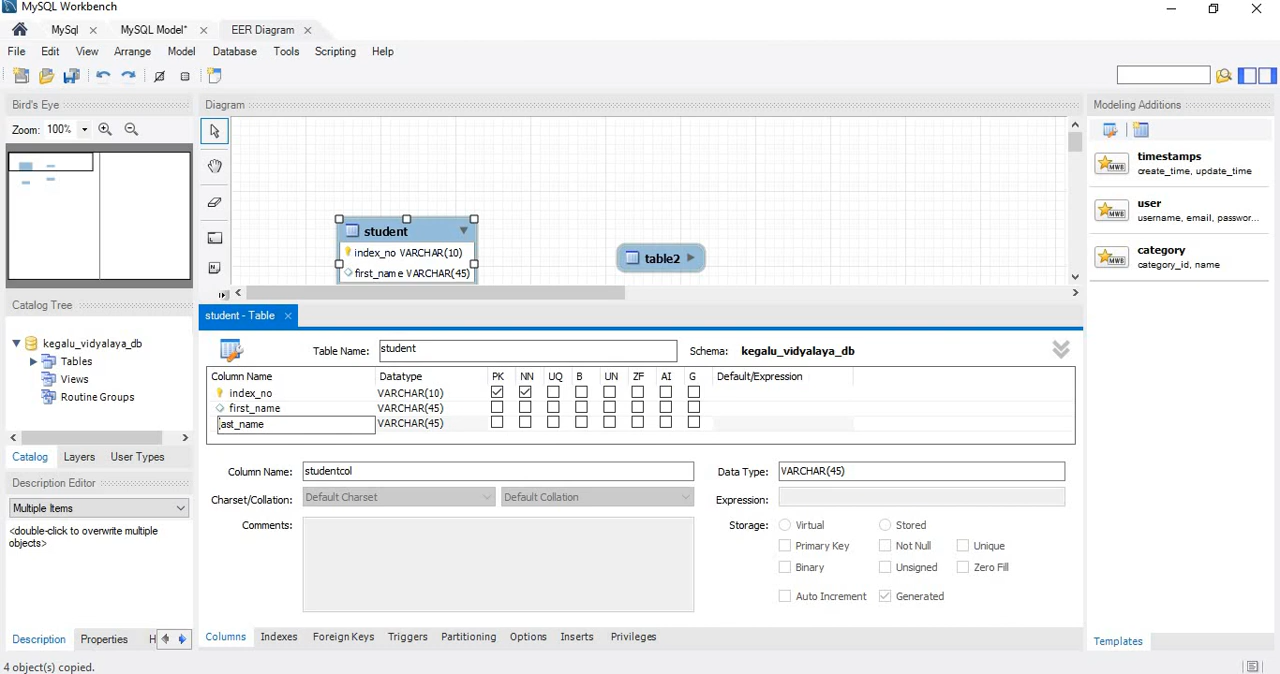 MySQL Workbench
MySql
MySQL Model*
EER Diagram
File Edit View Arrange Model Database Tools Scripting Help
Bird's Eye
Diagram
Modeling Additions
Zoom: 100%
timestamps
create_time, update_time
user
username, email, passwor...
category
category_id, name
student
index_no VARCHAR(10)
first_name VARCHAR(45)
table2
Catalog Tree
kegalu_vidyalaya_db
Tables
Views
Routine Groups
Catalog Layers User Types
Description Editor
Multiple Items
<double-click to overwrite multiple
objects>
Description Properties H
student - Table
Table Name: student Schema: kegalu_vidyalaya_db
Column Name Datatype PK NN UQ B UN ZF AI G Default/Expression
index_no VARCHAR(10)
first_name VARCHAR(45)
last_name VARCHAR(45)
Column Name: studentcol Data Type: VARCHAR(45)
Charset/Collation: Default Charset Default Collation Expression:
Comments: Storage: Virtual Stored
Primary Key Not Null Unique
Binary Unsigned Zero Fill
Auto Increment Generated
Columns Indexes Foreign Keys Triggers Partitioning Options Inserts Privileges
Templates
4 object(s) copied.